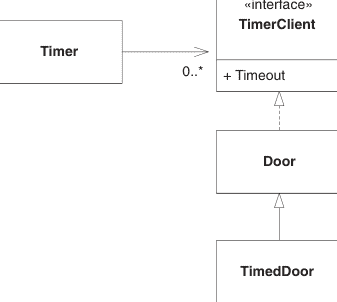 «interface»
TimerClient
Timer
0..*
+ Timeout
Door
TimedDoor